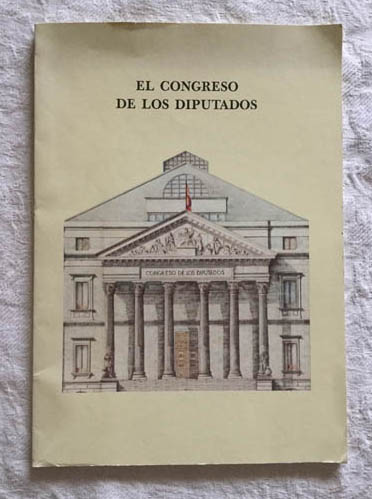 EL CONGRESO
DE LOS DIPUTADOS
CONGRESO DE LOS DIPUTADOS